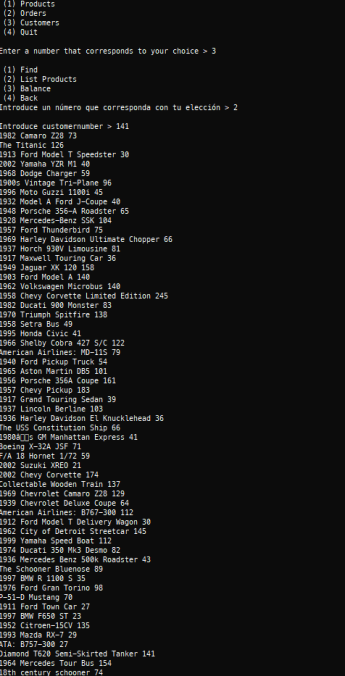 (1) Products
(2) Orders
(3) Customers
(4) Quit
Enter a number that corresponds to your choice > 3
(1) Find
(2) List Products
(3) Balance
(4) Back
Introduce un número que corresponda con tu elección > 2
Introduce customernumber > 141
1982 Camaro Z28 73
The Titanic 126
1913 Ford Model T Speedster 30
2002 Yamaha YZR M1 40
1968 Dodge Charger 59
1900s Vintage Tri-Plane 96
1996 Moto Guzzi 1100i 45
1932 Model A Ford J-Coupe 40
1948 Porsche 356-A Roadster 65
1928 Mercedes-Benz SSK 104
1957 Ford Thunderbird 75
1969 Harley Davidson Ultimate Chopper 66
1937 Horch 930V Limousine 81
1917 Maxwell Touring Car 36
1949 Jaguar XK 120 158
1903 Ford Model A 140
1962 Volkswagen Microbus 140
1958 Chevy Corvette Limited Edition 245
1982 Ducati 900 Monster 83
1970 Triumph Spitfire 138
1958 Setra Bus 49
1995 Honda Civic 41
1966 Shelby Cobra 427 S/C 122
American Airlines: MD-11S 79
1940 Ford Pickup Truck 54
1965 Aston Martin DB5 101
1956 Porsche 356A Coupe 161
1957 Chevy Pickup 183
1917 Grand Touring Sedan 39
1937 Lincoln Berline 103
1936 Harley Davidson El Knucklehead 36
The USS Constitution Ship 66
1980â□□s GM Manhattan Express 41
Boeing X-32A JSF 71
F/A 18 Hornet 1/72 59
2002 Suzuki XREO 21
2002 Chevy Corvette 174
Collectable Wooden Train 137
1969 Chevrolet Camaro Z28 129
1939 Chevrolet Deluxe Coupe 64
American Airlines: B767-300 112
1912 Ford Model T Delivery Wagon 30
1962 City of Detroit Streetcar 145
1999 Yamaha Speed Boat 112
1974 Ducati 350 Mk3 Desmo 82
1936 Mercedes Benz 500k Roadster 43
The Schooner Bluenose 89
1997 BMW R 1100 S 35
1976 Ford Gran Torino 98
P-51-D Mustang 70
1911 Ford Town Car 27
1997 BMW F650 ST 23
1952 Citroen-15CV 135
1993 Mazda RX-7 29
ATA: B757-300 27
Diamond T620 Semi-Skirted Tanker 141
1964 Mercedes Tour Bus 154
18th century schooner 74